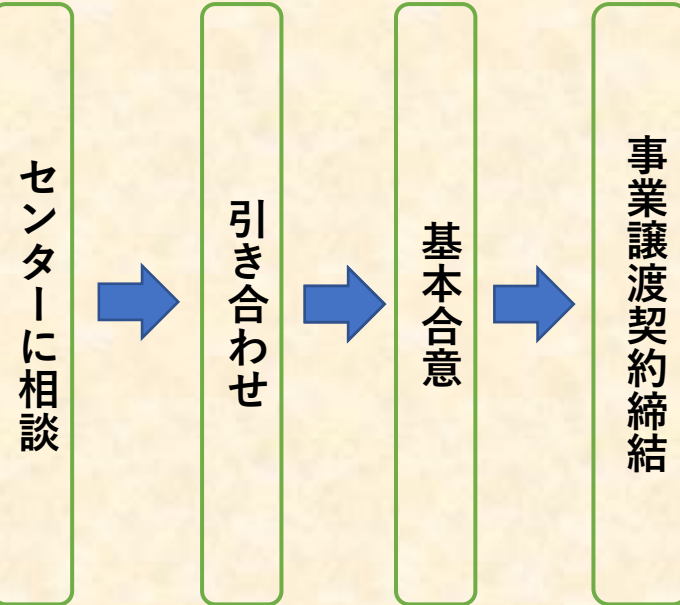 センターに相談
引き合わせ
基本合意
事業譲渡契約締結